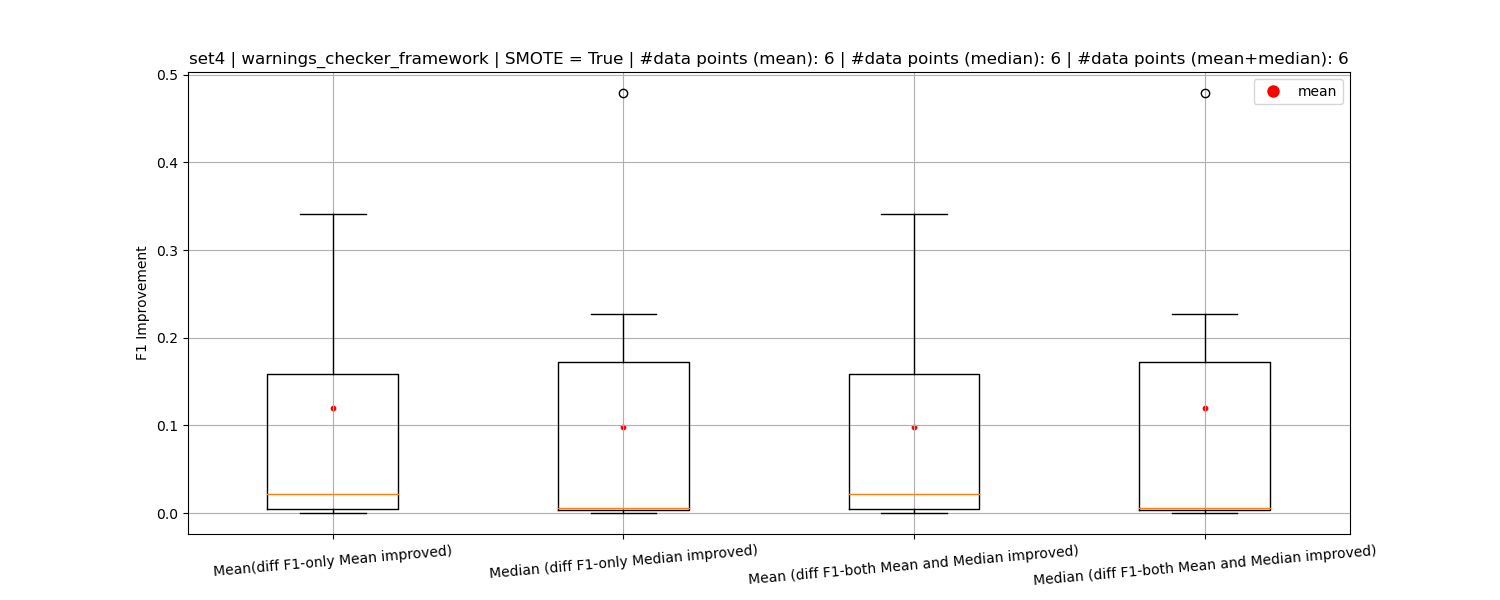 set4 | warnings_checker_framework | SMOTE = True | #data points (mean): 6 | #data points (median): 6 | #data points (mean+median): 6
mean
F1 Improvement
0.5
0.4
0.3
0.2
0.1
0.0
Mean(diff F1-only Mean improved)
Median (diff F1-only Median improved)
Mean (diff F1-both Mean and Median improved)
Median (diff F1-both Mean and Median improved)